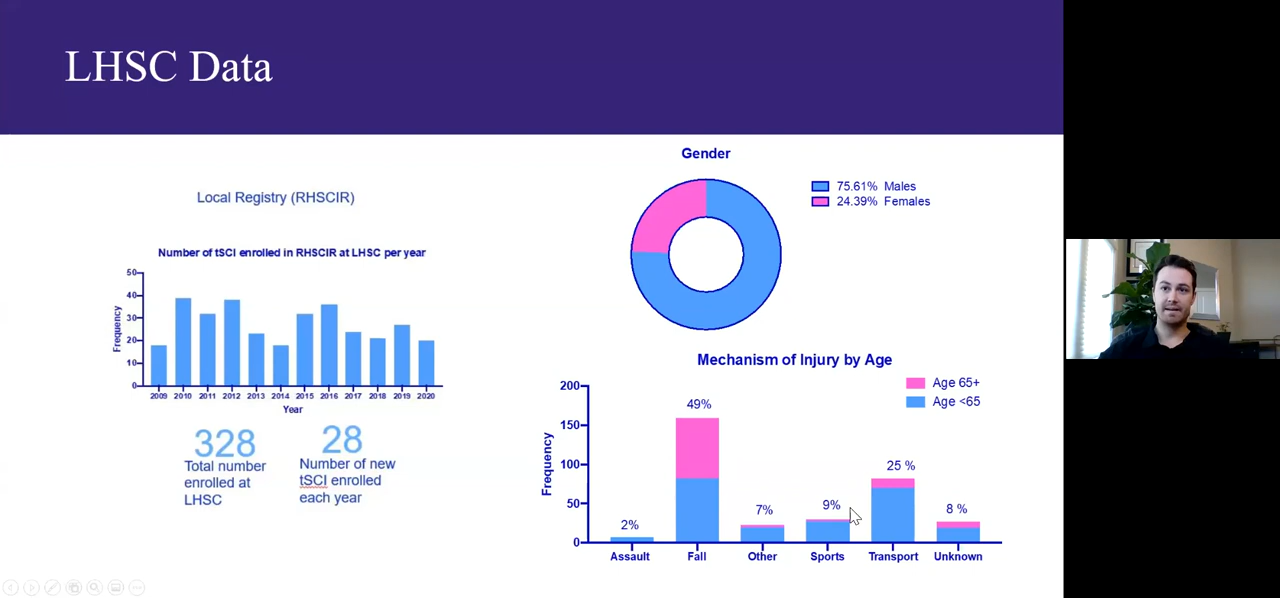 LHSC Data
Local Registry (RHSCIR)
Number of tSCI enrolled in RHSCIR at LHSC per year
50
40
30
20
10
0
Frequency
2009 2010 2011 2012 2013 2014 2015 2016 2017 2018 2019 2020
Year
328
Total number
enrolled at
LHSC
28
Number of new
tSCI enrolled
each year
Gender
75.61% Males
24.39% Females
Mechanism of Injury by Age
Age 65+
Age <65
200
150
100
50
0
Frequency
2%
49%
7%
9%
25 %
8 %
Assault Fall Other Sports Transport Unknown